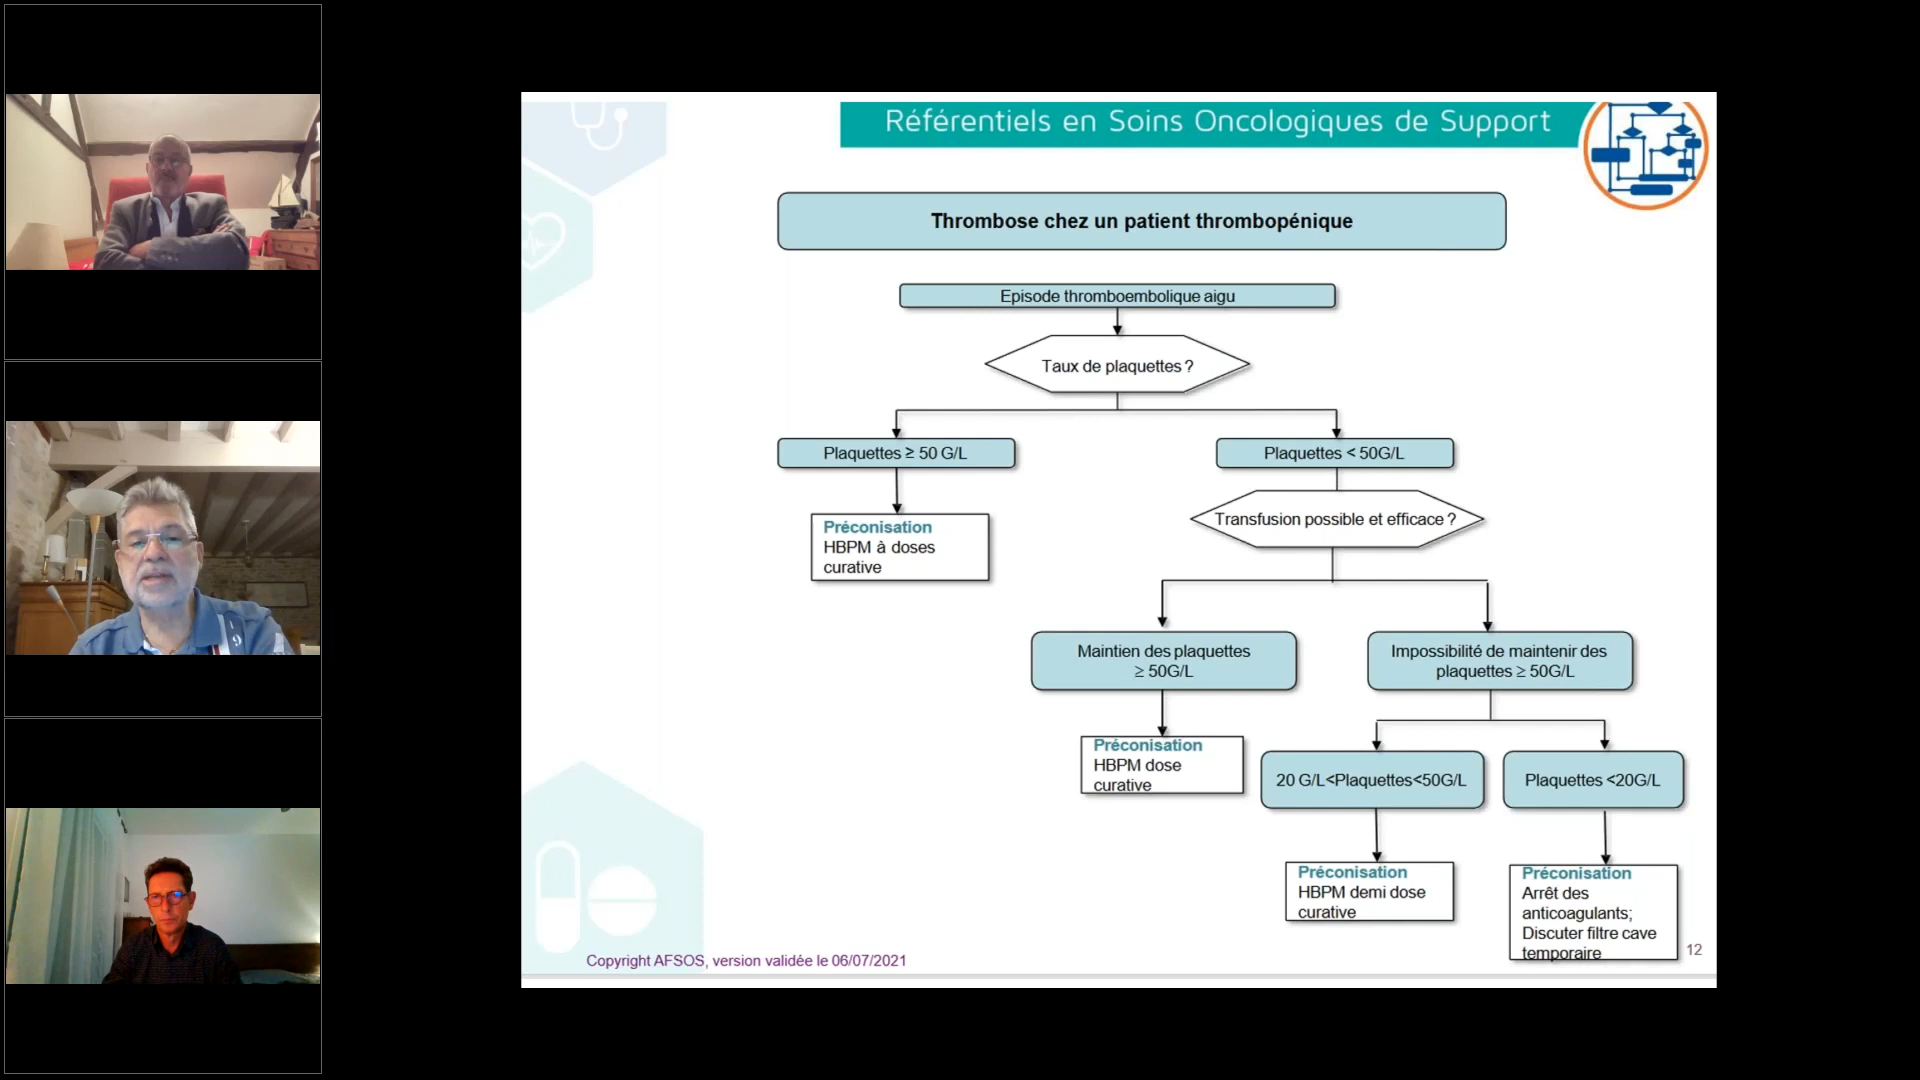 Référentiels en Soins Oncologiques de Support
Thrombose chez un patient thrombopénique
Episode thromboembolique aigu
Taux de plaquettes ?
Plaquettes ≥ 50 G/L
Plaquettes < 50G/L
Préconisation
HBPM à doses
curative
Transfusion possible et efficace ?
Maintien des plaquettes
≥ 50G/L
Impossibilité de maintenir des
plaquettes ≥ 50G/L
Préconisation
HBPM dose
curative
20 G/L<Plaquettes<50G/L
Plaquettes <20G/L
Préconisation
HBPM demi dose
curative
Préconisation
Arrêt des
anticoagulants;
Discuter filtre cave
temporaire
Copyright AFSOS, version validée le 06/07/2021
12